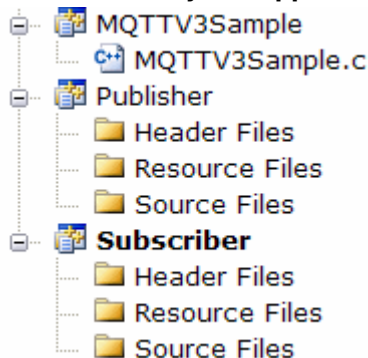 MQTTV3Sample
MQTTV3Sample.c
Publisher
Header Files
Resource Files
Source Files
Subscriber
Header Files
Resource Files
Source Files